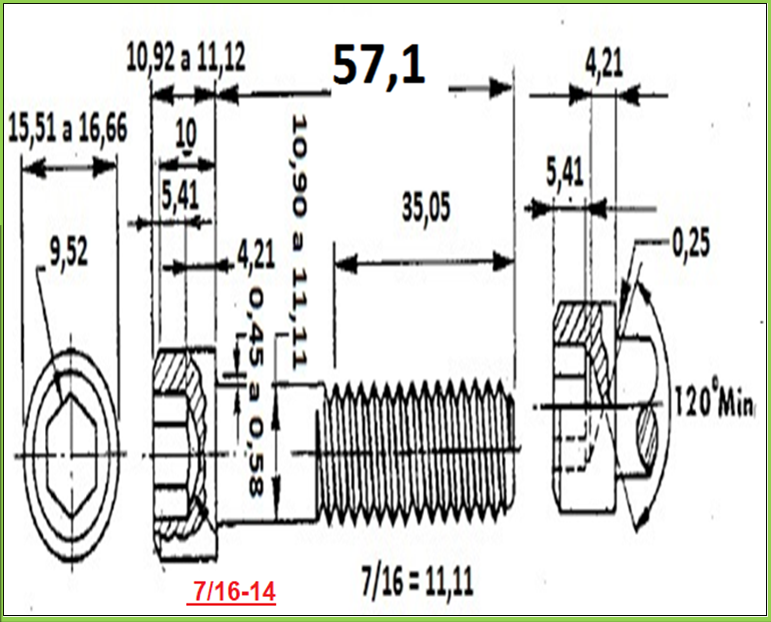 10,92 a 11,12
57,1
4,21
15,51 a 16,66
10
5,41
5,41
10,90 a 11,11
35,05
9,52
4,21
0,25
0,45 a 0,58
120°Min
7/16-14
7/16 = 11,11